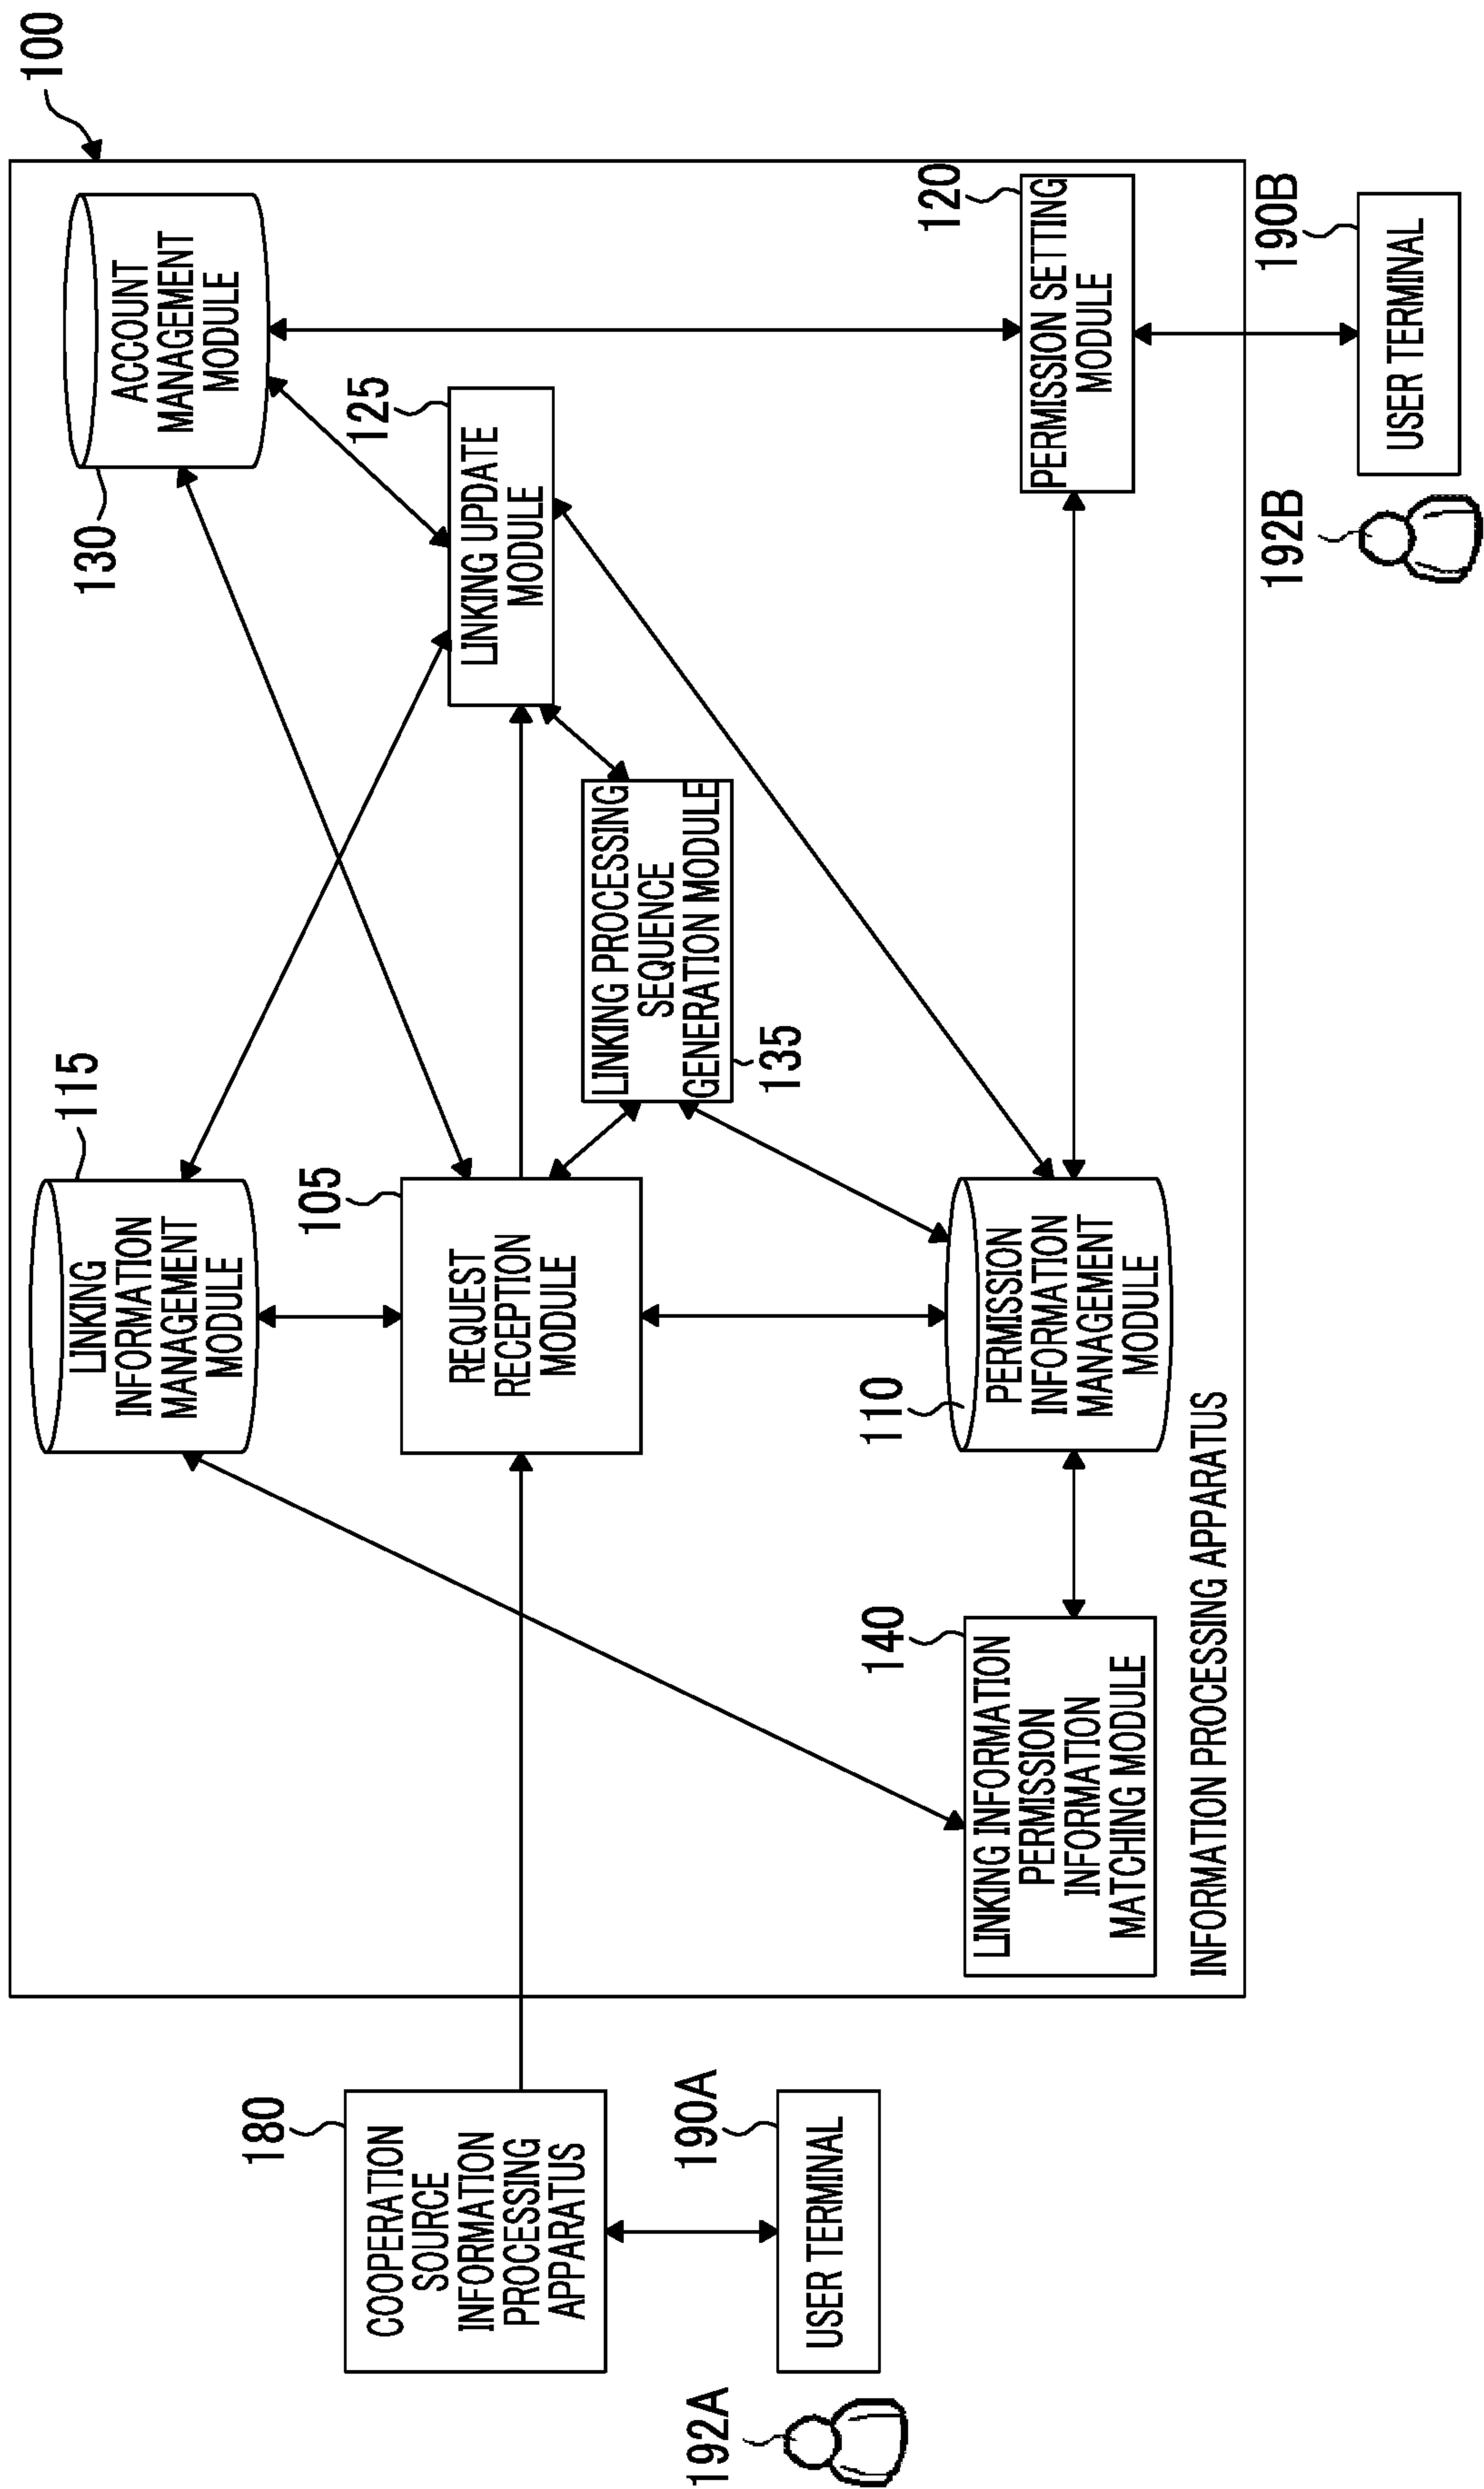 100
115
LINKING
INFORMATION
MANAGEMENT
MODULE
130
ACCOUNT
MANAGEMENT
MODULE
180
COOPERATION
SOURCE
INFORMATION
PROCESSING
APPARATUS
105
REQUEST
RECEPTION
MODULE
125
LINKING UPDATE
MODULE
LINKING PROCESSING
SEQUENCE
GENERATION MODULE
135
192A
190A
USER TERMINAL
140
LINKING INFORMATION
PERMISSION
INFORMATION
MATCHING MODULE
110
PERMISSION
INFORMATION
MANAGEMENT
MODULE
120
PERMISSION SETTING
MODULE
INFORMATION PROCESSING APPARATUS
192B
190B
USER TERMINAL